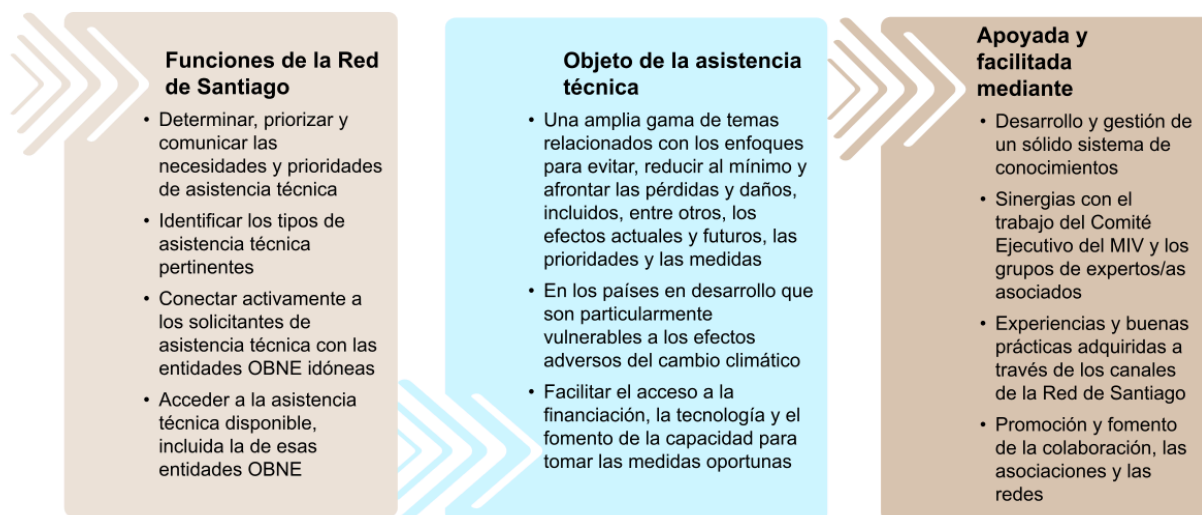 Funciones de la Red
de Santiago
• Determinar, priorizar y
comunicar las
necesidades y prioridades
de asistencia técnica
• Identificar los tipos de
asistencia técnica
pertinentes
• Conectar activamente a
los solicitantes de
asistencia técnica con las
entidades OBNE idóneas
• Acceder a la asistencia
técnica disponible,
incluida la de esas
entidades OBNE
Objeto de la asistencia
técnica
• Una amplia gama de temas
relacionados con los enfoques
para evitar, reducir al mínimo y
afrontar las pérdidas y daños,
incluidos, entre otros, los
efectos actuales y futuros, las
prioridades y las medidas
• En los países en desarrollo que
son particularmente
vulnerables a los efectos
adversos del cambio climático
• Facilitar el acceso a la
financiación, la tecnología y el
fomento de la capacidad para
tomar las medidas oportunas
Apoyada y
facilitada
mediante
• Desarrollo y gestión de
un sólido sistema de
conocimientos
• Sinergias con el
trabajo del Comité
Ejecutivo del MIV y los
grupos de expertos/as
asociados
• Experiencias y buenas
prácticas adquiridas a
través de los canales
de la Red de Santiago
• Promoción y fomento
de la colaboración, las
asociaciones y las
redes